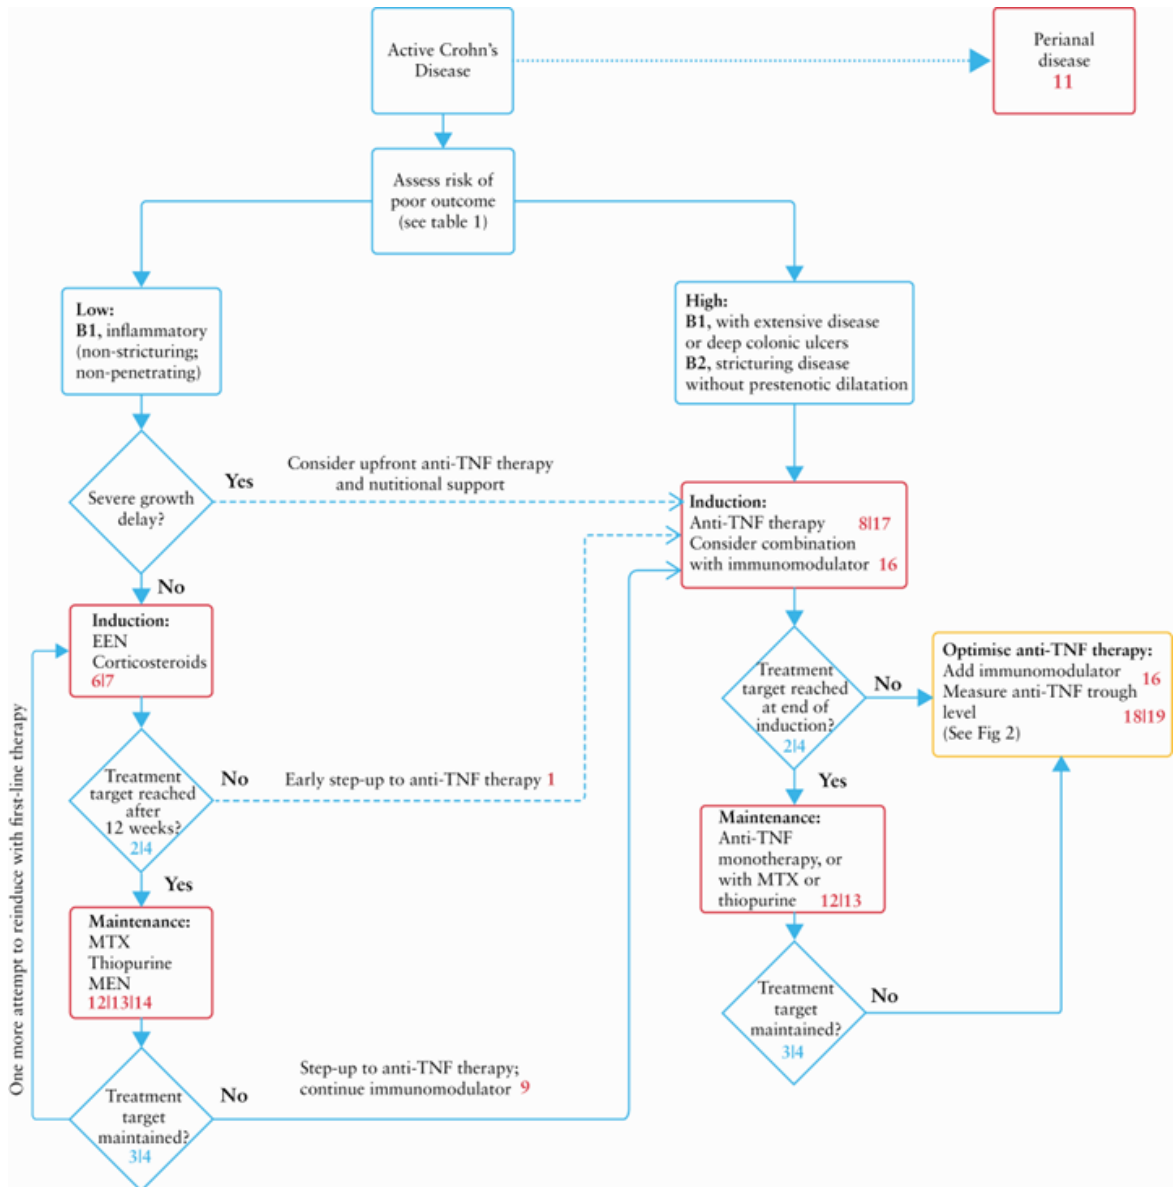 Active Crohn's
Disease
Perianal
disease
11
Assess risk of
poor outcome
(see table 1)
Low:
B1, inflammatory
(non-stricturing;
non-penetrating)
High:
B1, with extensive disease
or deep colonic ulcers
B2, stricturing disease
without prestenotic dilatation
Severe growth
delay?
Yes
Consider upfront anti-TNF therapy
and nutitional support
No
Induction:
Anti-TNF therapy 8|17
Consider combination
with immunomodulator 16
Induction:
EEN
Corticosteroids
6|7
Treatment
target reached
at end of
induction?
2|4
No
Optimise anti-TNF therapy:
Add immunomodulator 16
Measure anti-TNF trough
level 18|19
(See Fig 2)
Treatment
target reached
after
12 weeks?
2|4
No
Early step-up to anti-TNF therapy 1
Yes
Yes
Maintenance:
Anti-TNF
monotherapy, or
with MTX or
thiopurine 12|13
Maintenance:
MTX
Thiopurine
MEN
12|13|14
Treatment
target
maintained?
3|4
No
Treatment
target
maintained?
3|4
No
Step-up to anti-TNF therapy;
continue immunomodulator 9
One more attempt to reinduce with first-line therapy